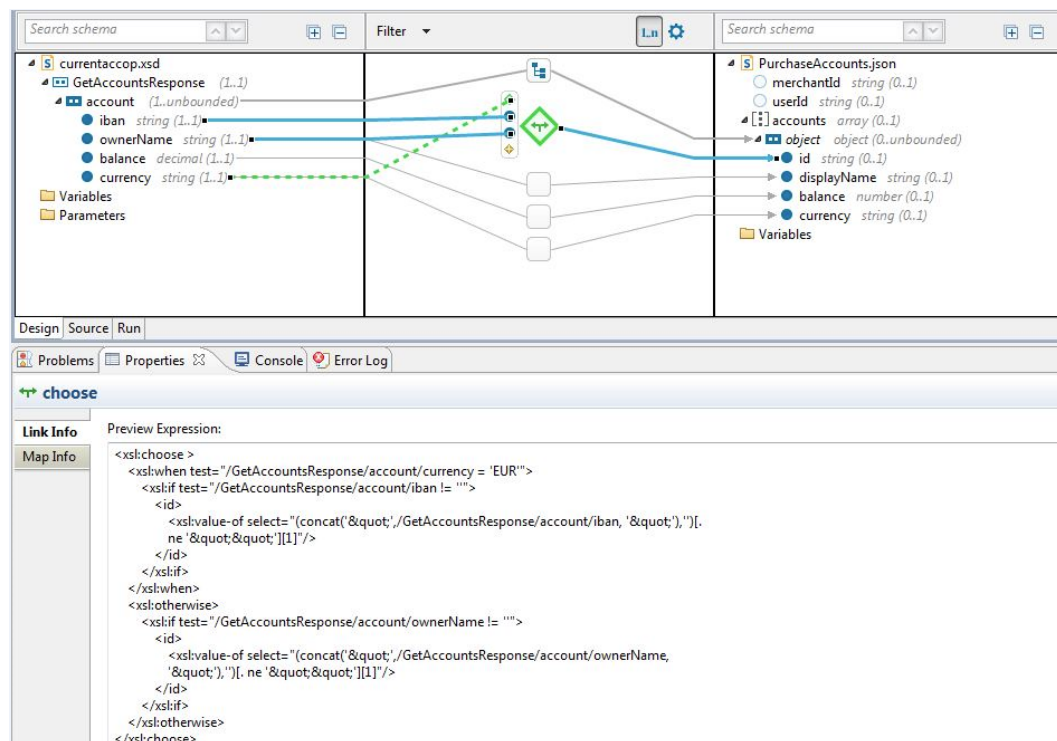 Search schema
Filter
1..n
Search schema
S currentaccop.xsd
GetAccountsResponse (1..1)
account (1..unbounded)
iban string (1..1)
ownerName string (1..1)
balance decimal (1..1)
currency string (1..1)
Variables
Parameters
S PurchaseAccounts.json
merchantId string (0..1)
userId string (0..1)
accounts array (0..1)
object object (0..unbounded)
id string (0..1)
displayName string (0..1)
balance number (0..1)
currency string (0..1)
Variables
Design Source Run
Problems Properties Console Error Log
choose
Link Info
Map Info
Preview Expression:
<xsl:choose >
<xsl:when test="/GetAccountsResponse/account/currency = 'EUR'">
<xsl:if test="/GetAccountsResponse/account/iban != ''">
<id>
<xsl:value-of select="(concat('&quot;',/GetAccountsResponse/account/iban, '&quot;'),'')[.
ne '&quot;&quot;'][1]"/>
</id>
</xsl:if>
</xsl:when>
<xsl:otherwise>
<xsl:if test="/GetAccountsResponse/account/ownerName != ''">
<id>
<xsl:value-of select="(concat('&quot;',/GetAccountsResponse/account/ownerName,
'&quot;'),'')[. ne '&quot;&quot;'][1]"/>
</id>
</xsl:if>
</xsl:otherwise>
</xsl:choose>